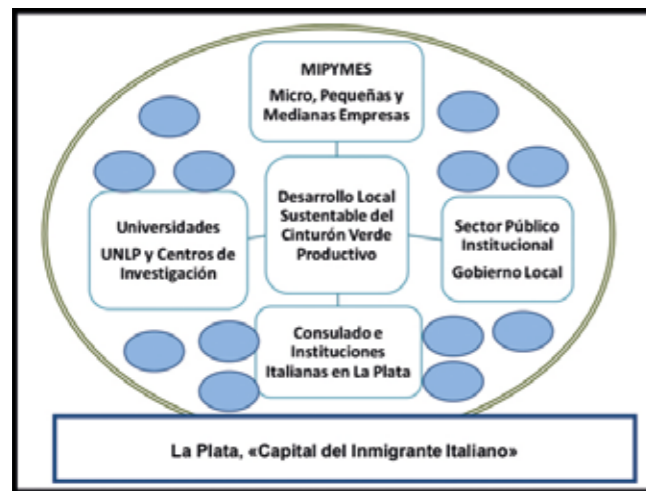 MIPYMES
Micro, Pequeñas y
Medianas Empresas
Desarrollo Local
Sustentable del
Cinturón Verde
Productivo
Universidades
UNLP y Centros de
Investigación
Sector Público
Institucional
Gobierno Local
Consulado e
Instituciones
Italianas en La Plata
La Plata, «Capital del Inmigrante Italiano»